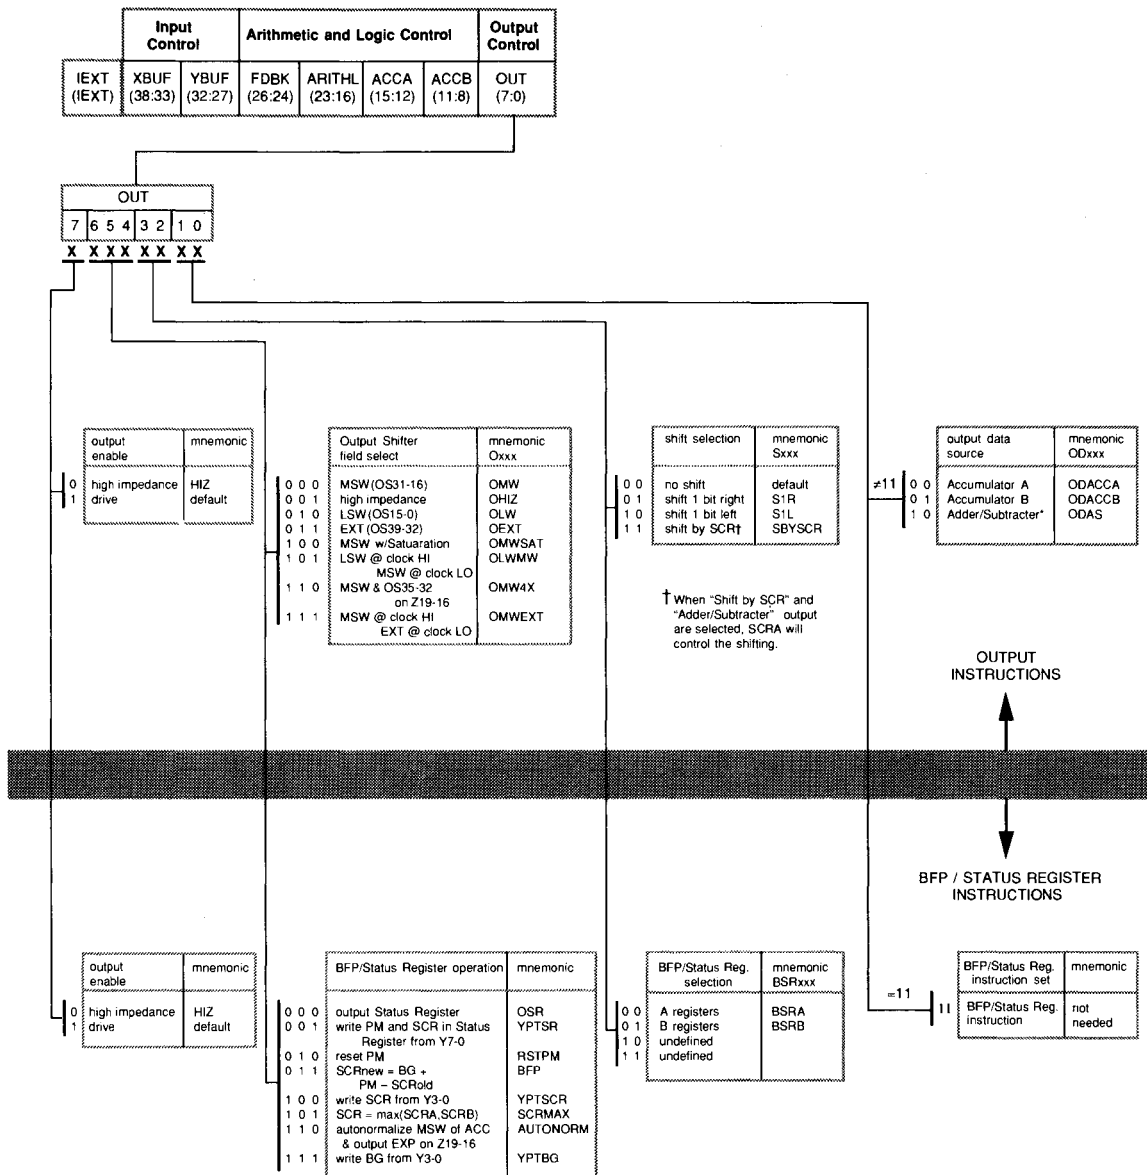 Input Control
Arithmetic and Logic Control
Output Control
IEXT (IEXT)
XBUF (38:33)
YBUF (32:27)
FDBK (26:24)
ARITHL (23:16)
ACCA (15:12)
ACCB (11:8)
OUT (7:0)
OUT
7 6 5 4 3 2 1 0
X X X X X X X X
output enable mnemonic
0 high impedance HIZ
1 drive default
Output Shifter field select mnemonic Oxxx
0 0 0 MSW (OS31-16) OMW
0 0 1 high impedance OHIZ
0 1 0 LSW (OS15-0) OLW
0 1 1 EXT (OS39-32) OEXT
1 0 0 MSW w/Satuaration OMWSAT
1 0 1 LSW @ clock HI OLWMW
MSW @ clock LO
1 1 0 MSW & OS35-32 OMW4X
on Z19-16
1 1 1 MSW @ clock HI OMWEXT
EXT @ clock LO
shift selection mnemonic Sxxx
0 0 no shift default
0 1 shift 1 bit right S1R
1 0 shift 1 bit left S1L
1 1 shift by SCR† SBYSCR
† When "Shift by SCR" and
"Adder/Subtracter" output
are selected, SCRA will
control the shifting.
output data source mnemonic ODxxx
≠11
0 0 Accumulator A ODACCA
0 1 Accumulator B ODACCB
1 0 Adder/Subtracter* ODAS
OUTPUT
INSTRUCTIONS
BFP / STATUS REGISTER
INSTRUCTIONS
output enable mnemonic
0 high impedance HIZ
1 drive default
BFP/Status Register operation mnemonic
0 0 0 output Status Register OSR
0 0 1 write PM and SCR in Status YPTSR
Register from Y7-0
0 1 0 reset PM RSTPM
0 1 1 SCRnew = BG + BFP
PM – SCRold
1 0 0 write SCR from Y3-0 YPTSCR
1 0 1 SCR = max(SCRA,SCRB) SCRMAX
1 1 0 autonormalize MSW of ACC AUTONORM
& output EXP on Z19-16
1 1 1 write BG from Y3-0 YPTBG
BFP/Status Reg. selection mnemonic BSRxxx
0 0 A registers BSRA
0 1 B registers BSRB
1 0 undefined
1 1 undefined
BFP/Status Reg. instruction set mnemonic
=11
11 BFP/Status Reg. instruction not needed